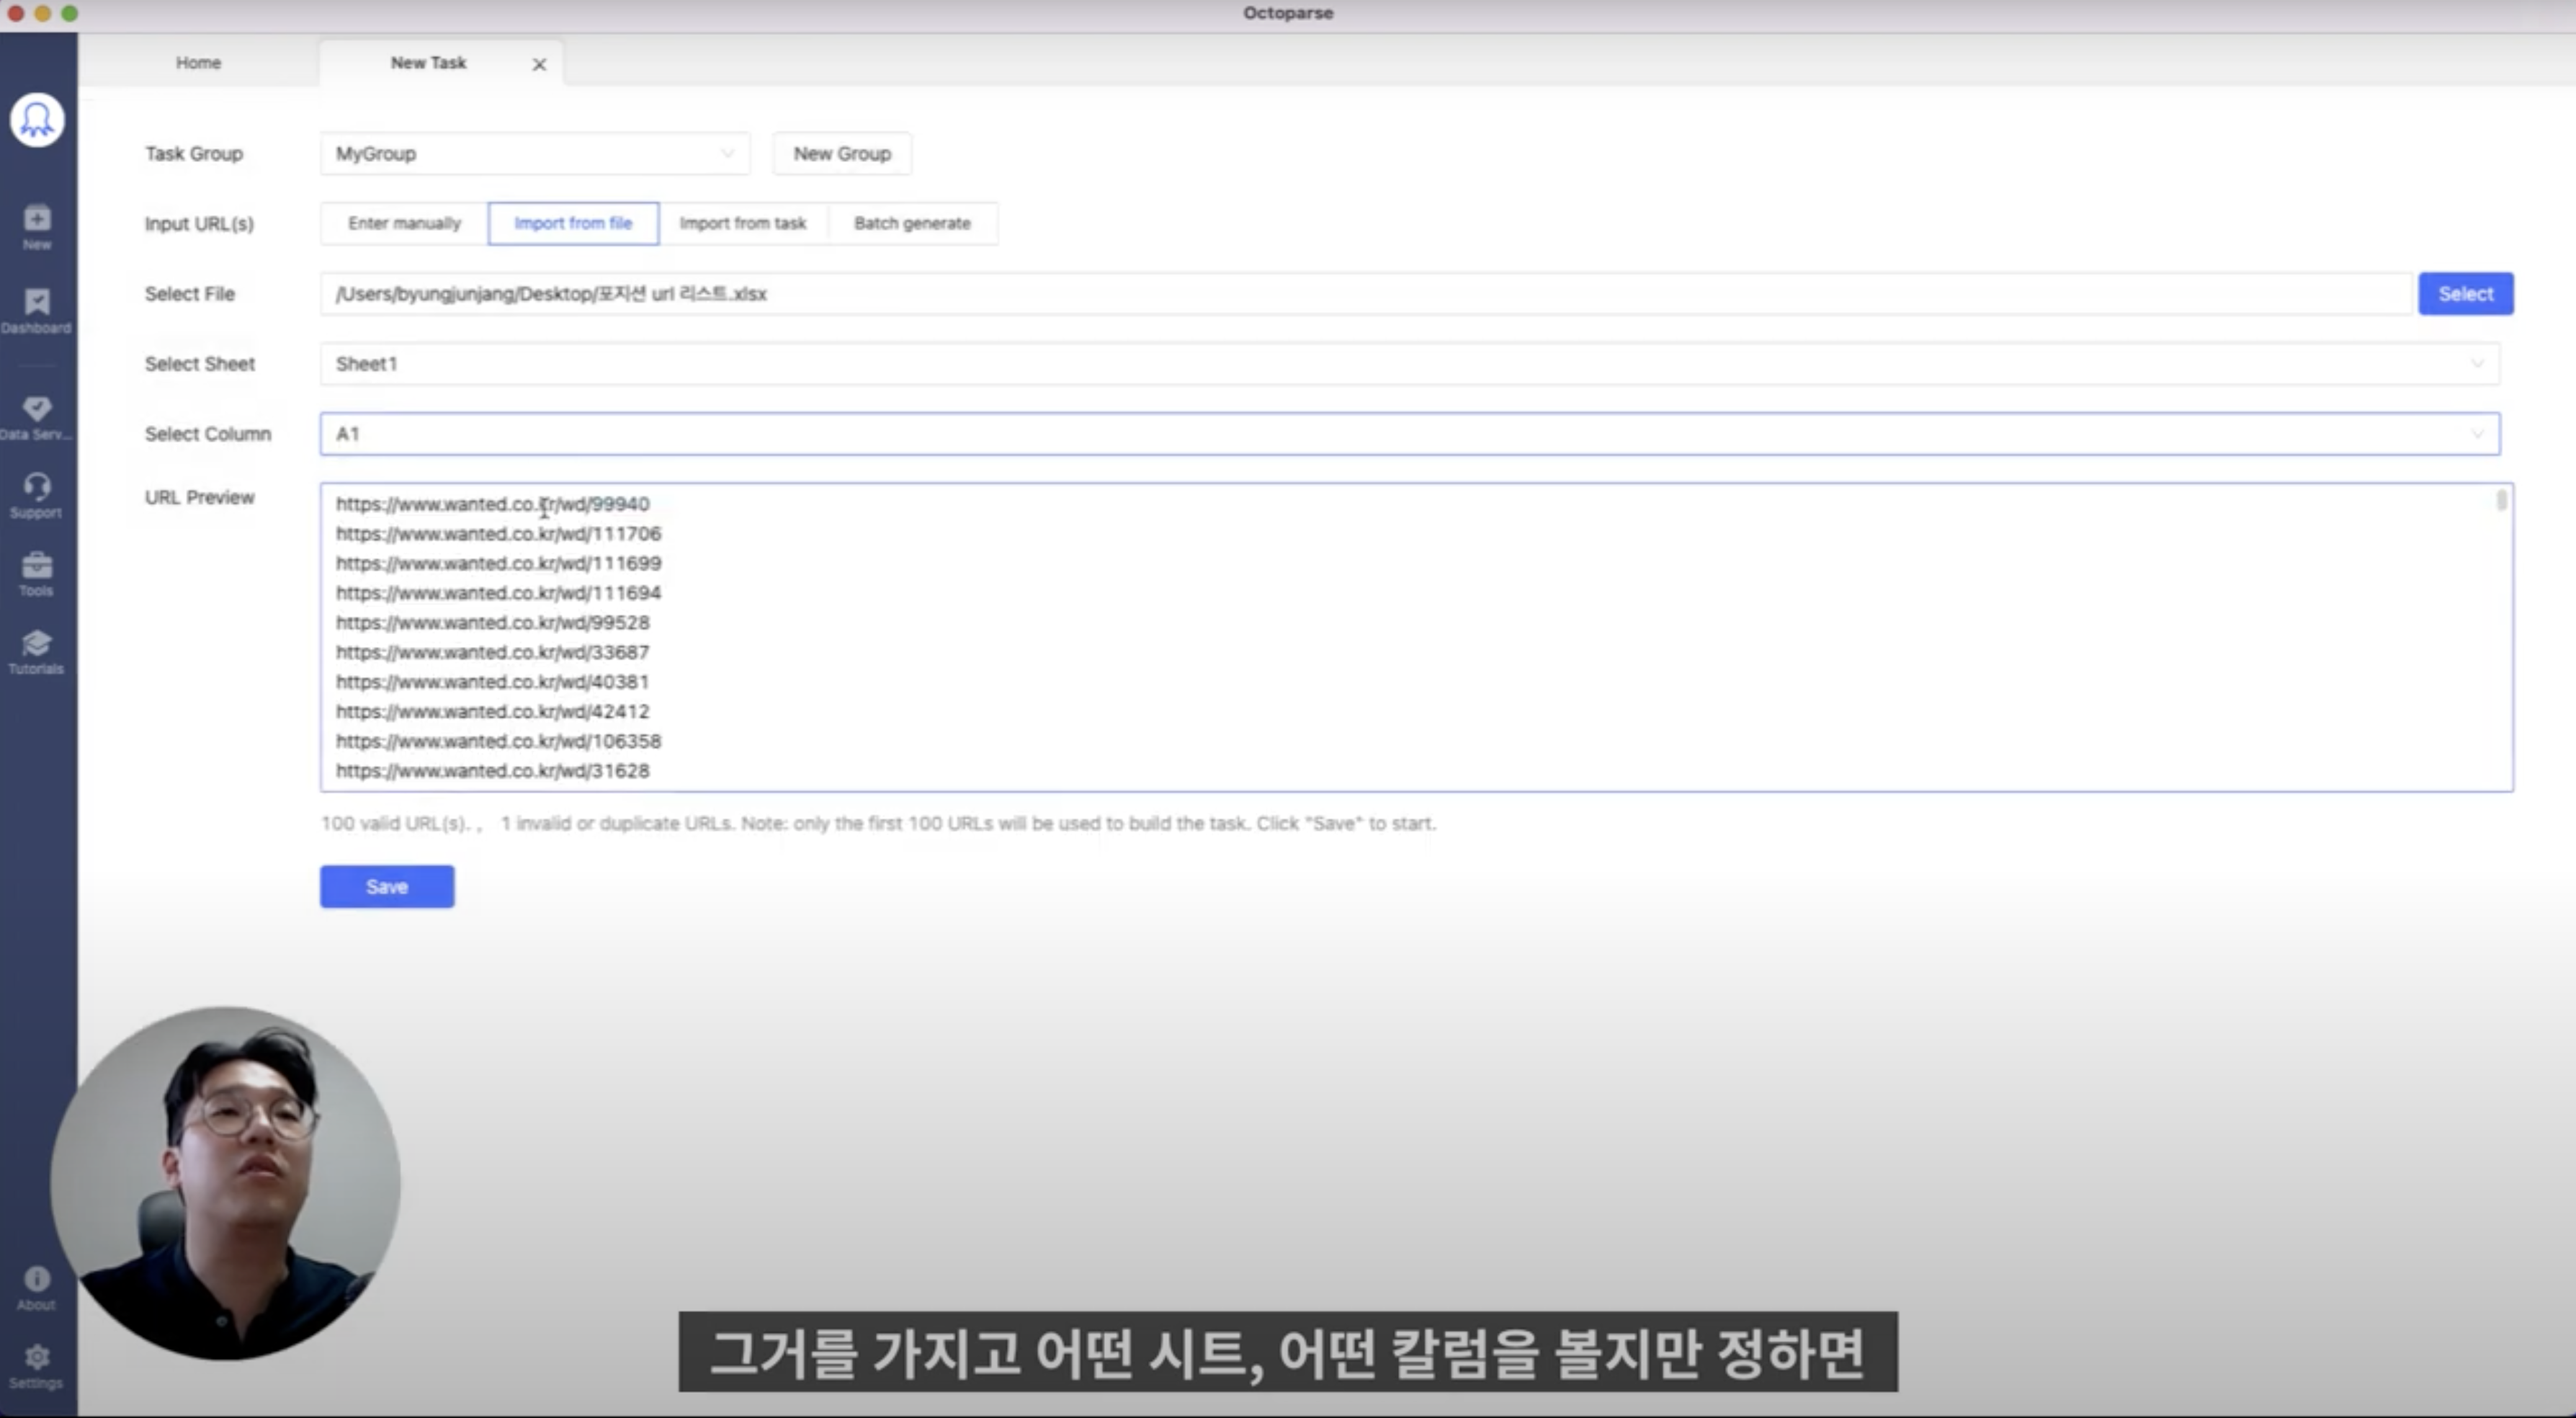 Octoparse
Home
New Task
New
Dashboard
Data Serv...
Support
Tools
Tutorials
About
Settings
Task Group
MyGroup
New Group
Input URL(s)
Enter manually
Import from file
Import from task
Batch generate
Select File
/Users/byungjunjang/Desktop/포지션 url 리스트.xlsx
Select
Select Sheet
Sheet1
Select Column
A1
URL Preview
https://www.wanted.co.kr/wd/99940
https://www.wanted.co.kr/wd/111706
https://www.wanted.co.kr/wd/111699
https://www.wanted.co.kr/wd/111694
https://www.wanted.co.kr/wd/99528
https://www.wanted.co.kr/wd/33687
https://www.wanted.co.kr/wd/40381
https://www.wanted.co.kr/wd/42412
https://www.wanted.co.kr/wd/106358
https://www.wanted.co.kr/wd/31628
100 valid URL(s). , 1 invalid or duplicate URLs. Note: only the first 100 URLs will be used to build the task. Click "Save" to start.
Save
그거를 가지고 어떤 시트, 어떤 칼럼을 볼지만 정하면